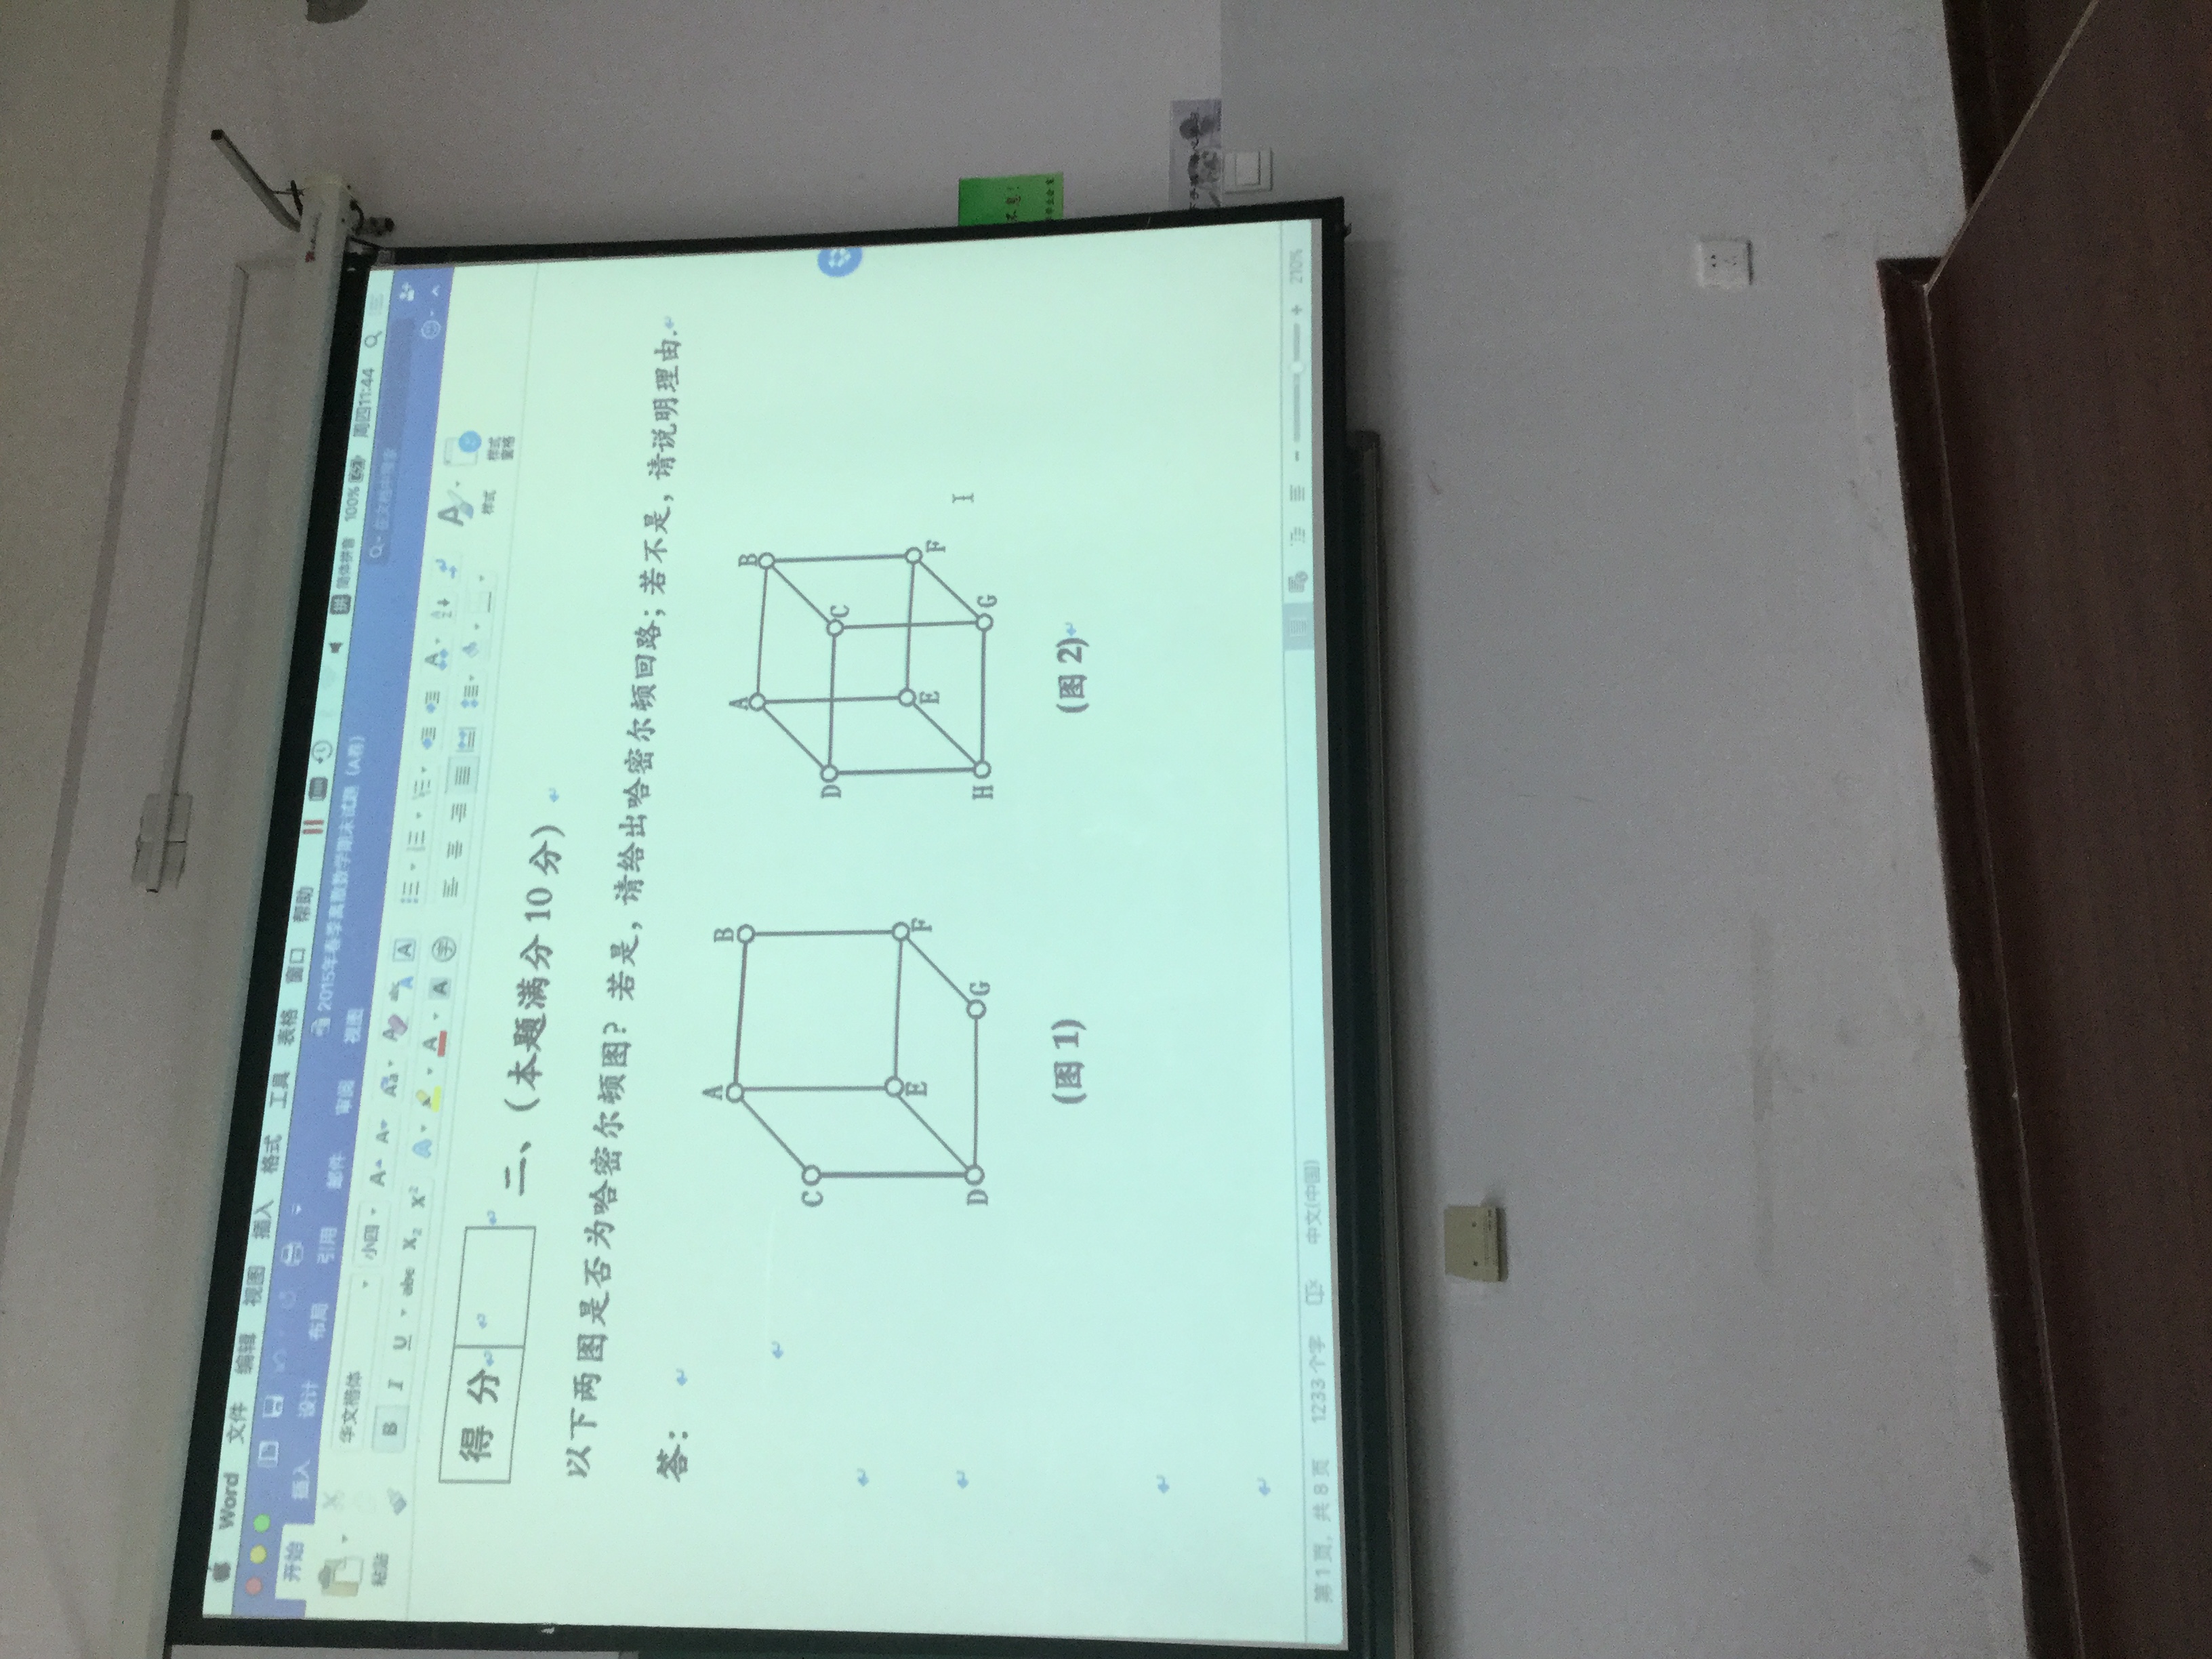 Word 文件 编辑 视图 插入 格式 工具 表格 窗口 帮助 简体拼音 100% 周四11:44
2015年春季离散数学期末试题（A卷）
在文档中搜索
开始 插入 设计 布局 引用 邮件 审阅 视图
粘贴
华文楷体 小四
B I U abc X₂ X²
样式
样式窗格
得 分
二、（本题满分 10 分）
以下两图是否为哈密尔顿图？若是，请给出哈密尔顿回路；若不是，请说明理由.
答：
A B
C
E F
D G
(图 1)
A B
D C
E F
H G
(图 2)
不息！
第1页，共8页 1233 个字 中文(中国) 210%